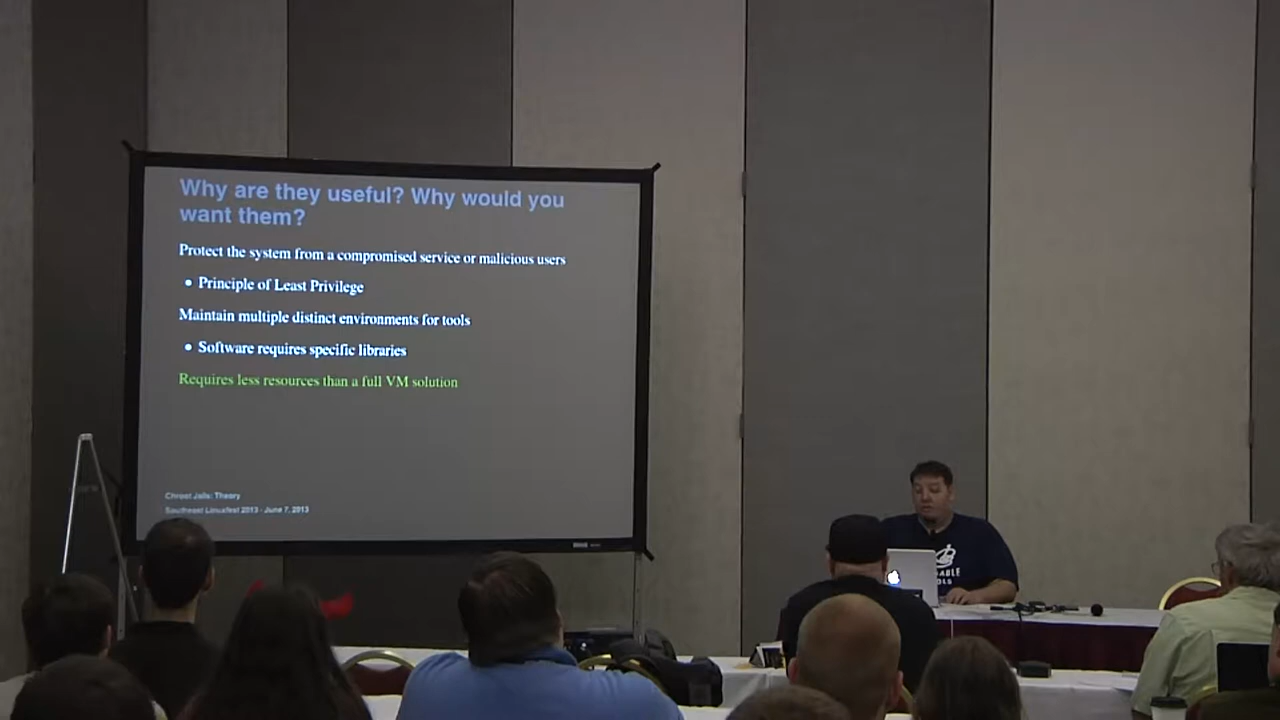 Why are they useful? Why would you
want them?
Protect the system from a compromised service or malicious users
• Principle of Least Privilege
Maintain multiple distinct environments for tools
• Software requires specific libraries
Requires less resources than a full VM solution
Chroot Jails: Theory
Southeast Linuxfest 2013 - June 7, 2013